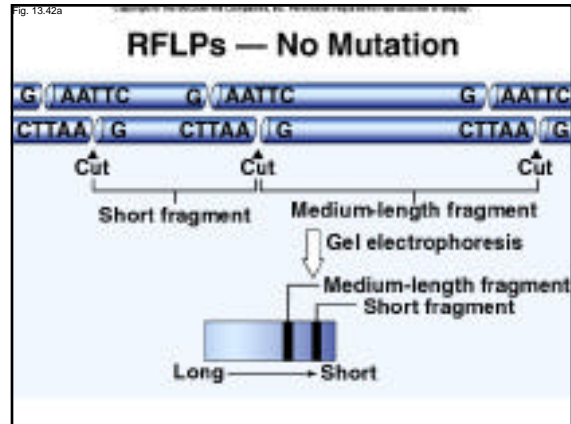 Fig. 13.42a
RFLPs — No Mutation
G AATTC G AATTC G AATTC
CTTAA G CTTAA G CTTAA G
Cut Cut Cut
Short fragment Medium-length fragment
Gel electrophoresis
Medium-length fragment
Short fragment
Long Short